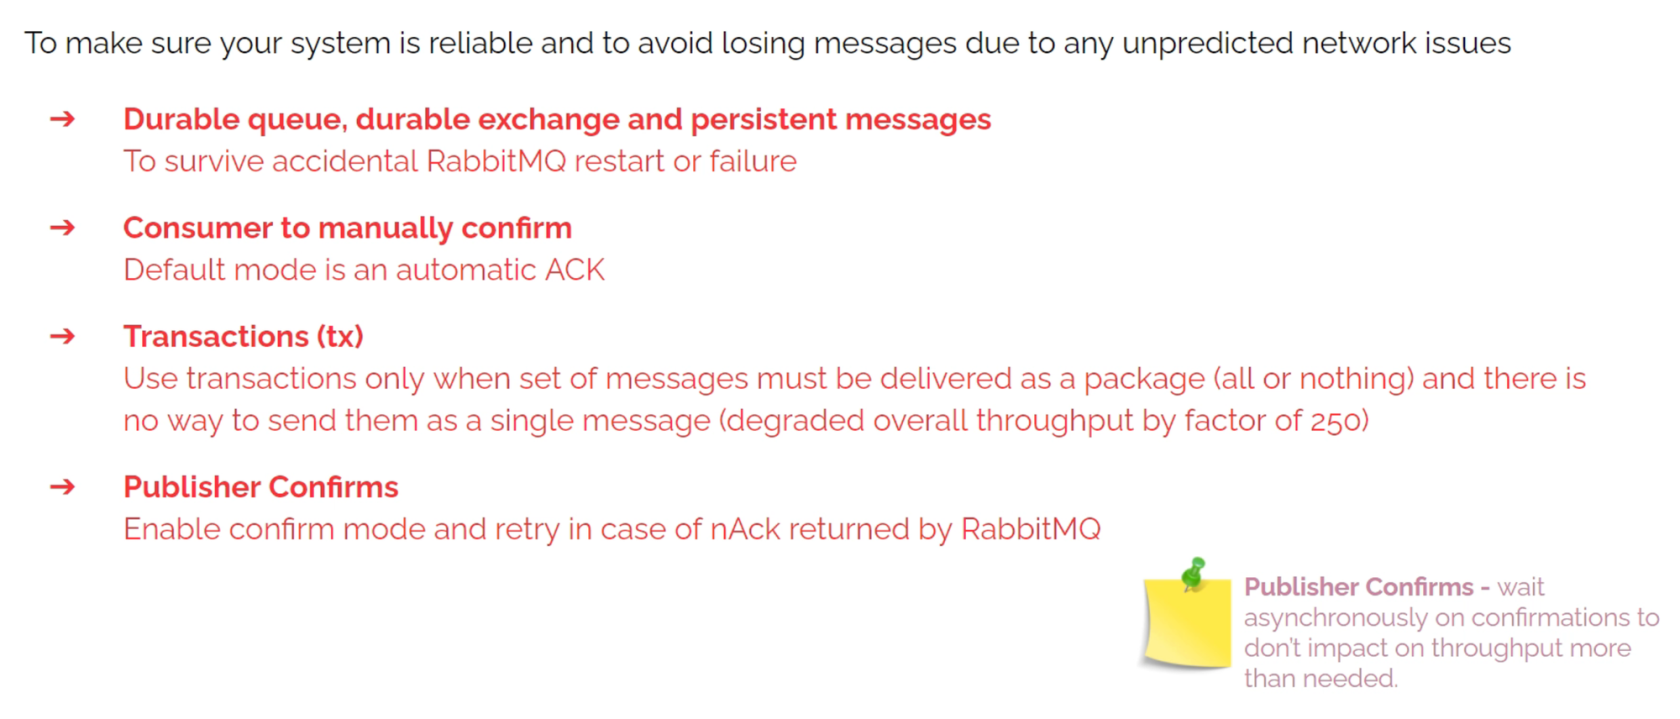 To make sure your system is reliable and to avoid losing messages due to any unpredicted network issues
➔ Durable queue, durable exchange and persistent messages
To survive accidental RabbitMQ restart or failure
➔ Consumer to manually confirm
Default mode is an automatic ACK
➔ Transactions (tx)
Use transactions only when set of messages must be delivered as a package (all or nothing) and there is
no way to send them as a single message (degraded overall throughput by factor of 250)
➔ Publisher Confirms
Enable confirm mode and retry in case of nAck returned by RabbitMQ
Publisher Confirms - wait
asynchronously on confirmations to
don't impact on throughput more
than needed.